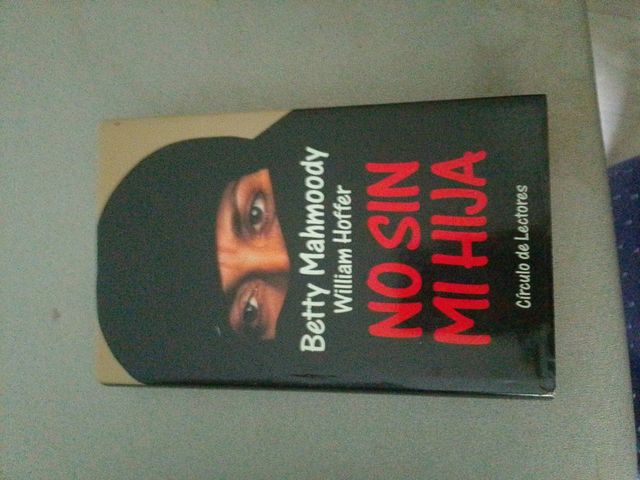 Betty Mahmoody
William Hoffer
NO SIN
MI HIJA
Círculo de Lectores